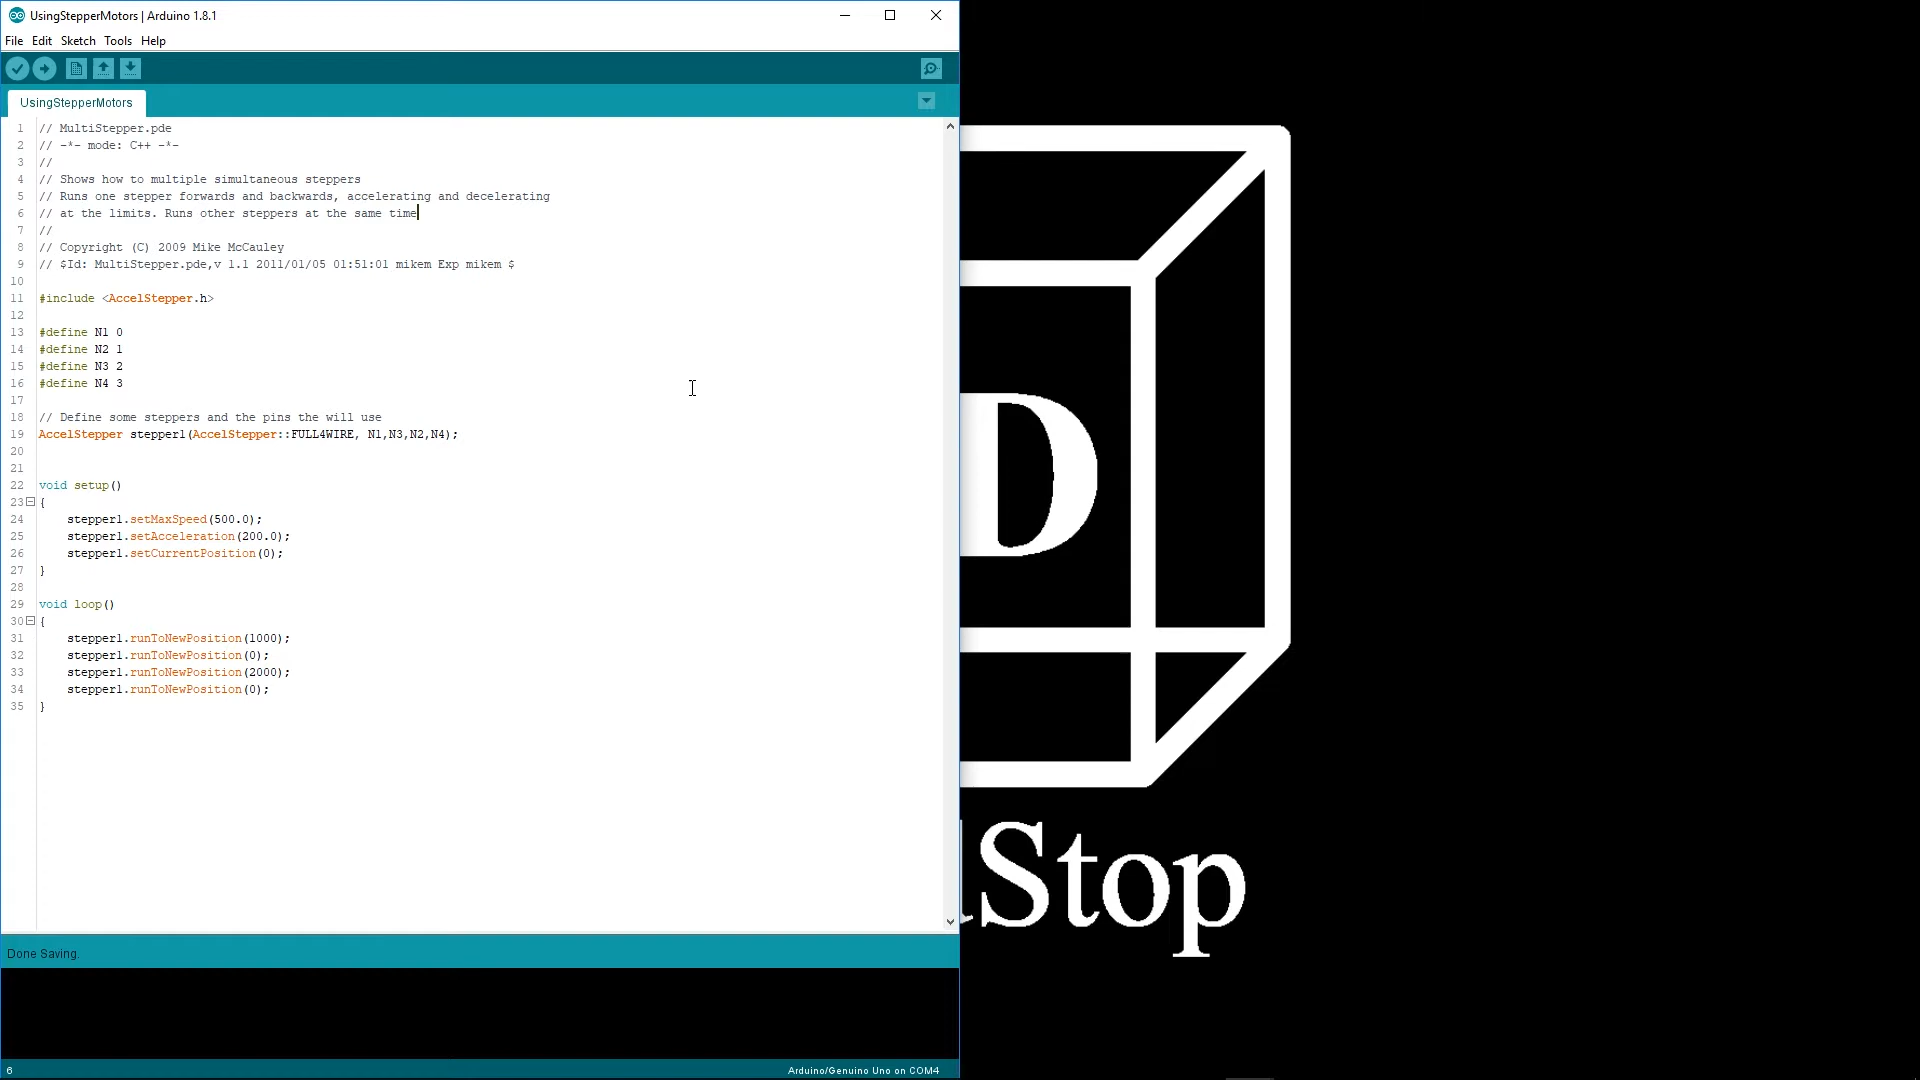 UsingStepperMotors | Arduino 1.8.1
File Edit Sketch Tools Help
UsingStepperMotors
1 // MultiStepper.pde
2 // -*- mode: C++ -*-
3 //
4 // Shows how to multiple simultaneous steppers
5 // Runs one stepper forwards and backwards, accelerating and decelerating
6 // at the limits. Runs other steppers at the same time
7 //
8 // Copyright (C) 2009 Mike McCauley
9 // $Id: MultiStepper.pde,v 1.1 2011/01/05 01:51:01 mikem Exp mikem $
10
11 #include <AccelStepper.h>
12
13 #define N1 0
14 #define N2 1
15 #define N3 2
16 #define N4 3
17
18 // Define some steppers and the pins the will use
19 AccelStepper stepper1(AccelStepper::FULL4WIRE, N1,N3,N2,N4);
20
21
22 void setup()
23 {
24 stepper1.setMaxSpeed(500.0);
25 stepper1.setAcceleration(200.0);
26 stepper1.setCurrentPosition(0);
27 }
28
29 void loop()
30 {
31 stepper1.runToNewPosition(1000);
32 stepper1.runToNewPosition(0);
33 stepper1.runToNewPosition(2000);
34 stepper1.runToNewPosition(0);
35 }
D
Stop
Done Saving.
6 Arduino/Genuino Uno on COM4